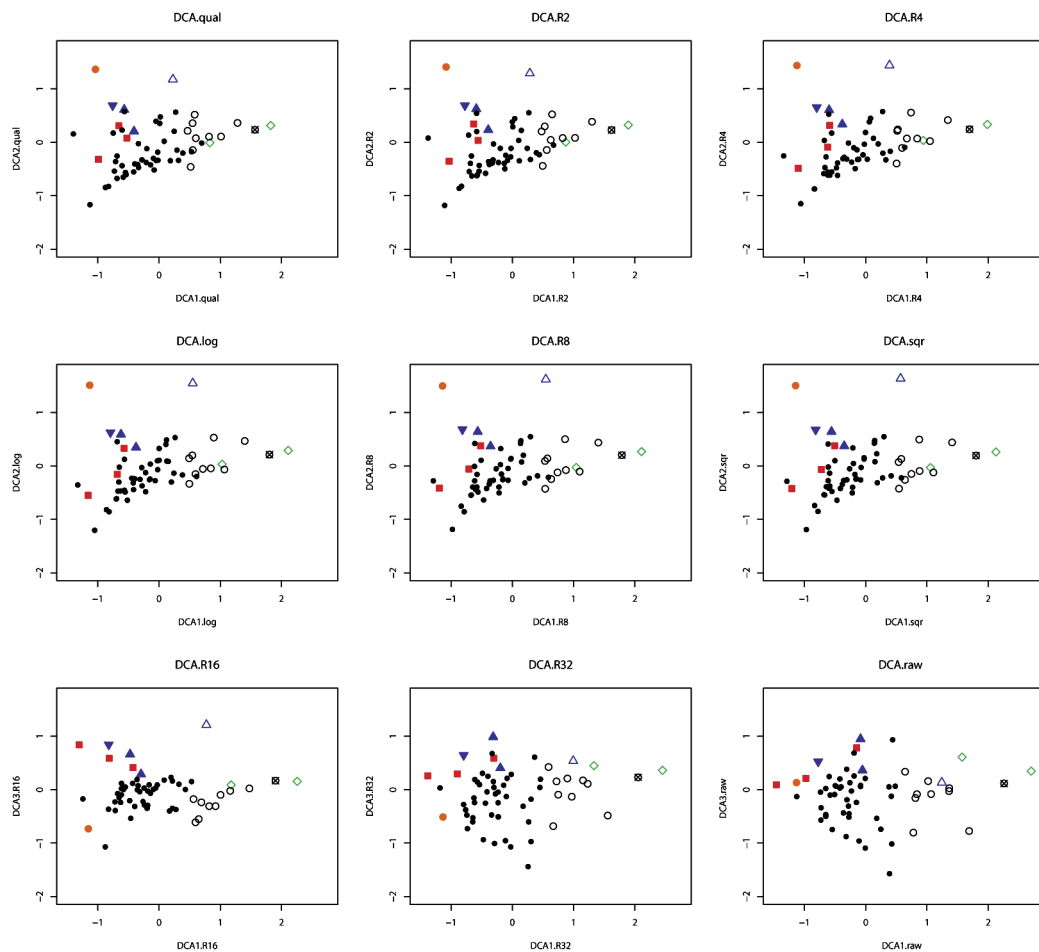 DCA.qual
DCA.R2
DCA.R4
DCA2.qual
1
0
−1
−2
−1
0
1
2
DCA1.qual
DCA2.R2
1
0
−1
−2
−1
0
1
2
DCA1.R2
DCA2.R4
1
0
−1
−2
−1
0
1
2
DCA1.R4
DCA.log
DCA.R8
DCA.sqr
DCA2.log
1
0
−1
−2
−1
0
1
2
DCA1.log
DCA2.R8
1
0
−1
−2
−1
0
1
2
DCA1.R8
DCA2.sqr
1
0
−1
−2
−1
0
1
2
DCA1.sqr
DCA.R16
DCA.R32
DCA.raw
DCA3.R16
1
0
−1
−2
−1
0
1
2
DCA1.R16
DCA3.R32
1
0
−1
−2
−1
0
1
2
DCA1.R32
DCA3.raw
1
0
−1
−2
−1
0
1
2
DCA1.raw